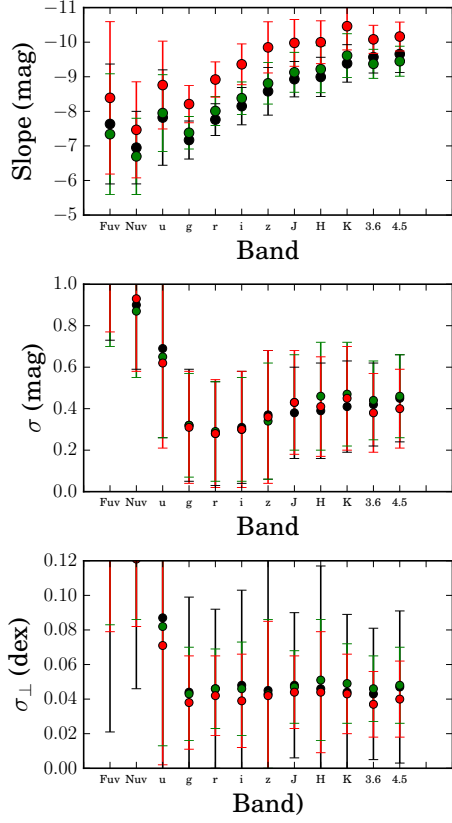 −11
−10
−9
−8
−7
−6
−5
Slope (mag)
Fuv Nuv u g r i z J H K 3.6 4.5
Band
1.0
0.8
0.6
0.4
0.2
0.0
σ (mag)
Fuv Nuv u g r i z J H K 3.6 4.5
Band
0.12
0.10
0.08
0.06
0.04
0.02
0.00
σ⊥ (dex)
Fuv Nuv u g r i z J H K 3.6 4.5
Band)